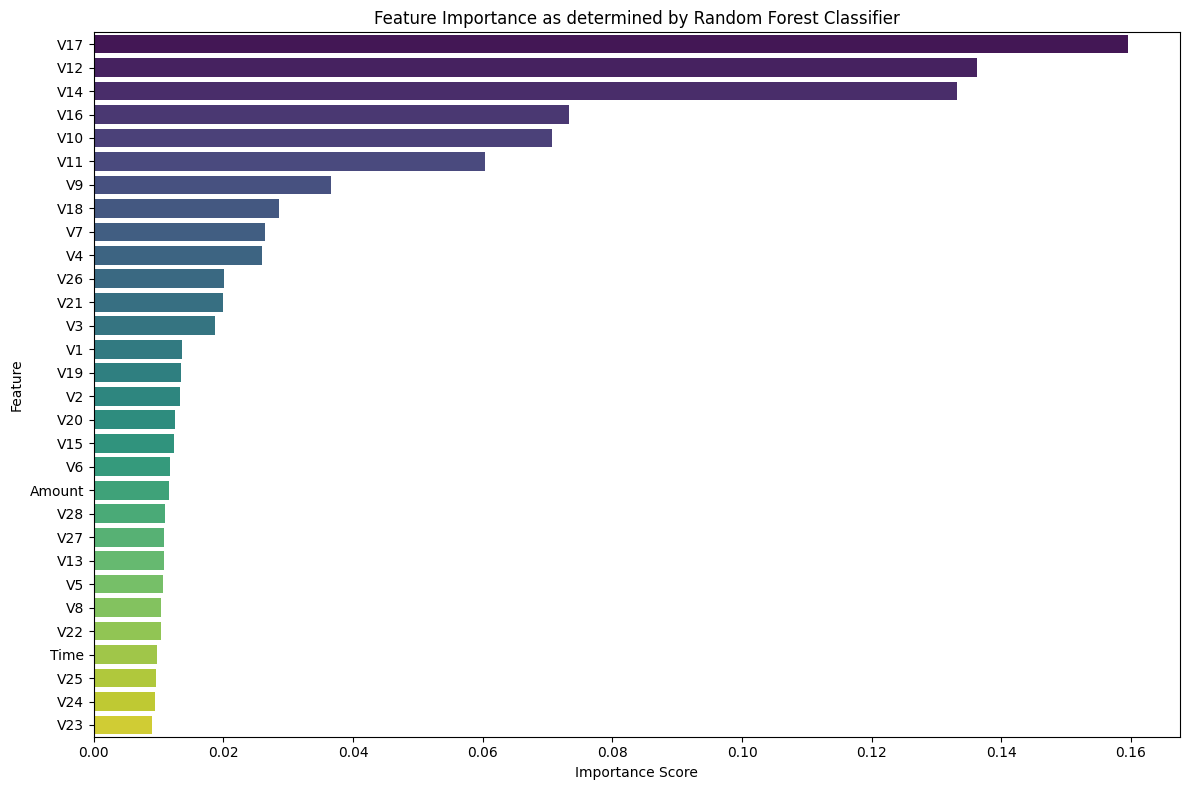 Feature Importance as determined by Random Forest Classifier
V17
V12
V14
V16
V10
V11
V9
V18
V7
V4
V26
V21
V3
V1
V19
V2
V20
V15
V6
Amount
V28
V27
V13
V5
V8
V22
Time
V25
V24
V23
Feature
0.00 0.02 0.04 0.06 0.08 0.10 0.12 0.14 0.16
Importance Score